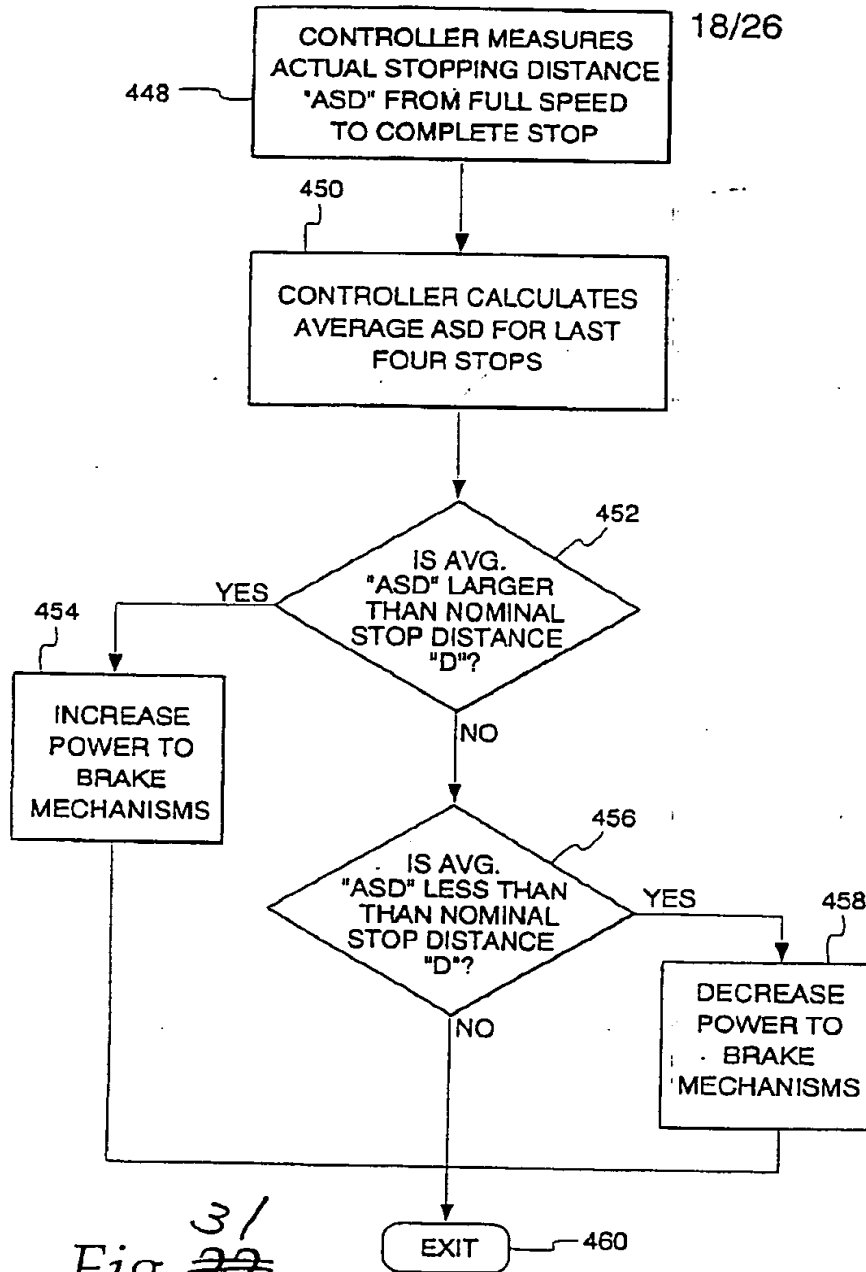 18/26
CONTROLLER MEASURES
ACTUAL STOPPING DISTANCE
"ASD" FROM FULL SPEED
TO COMPLETE STOP
448
450
CONTROLLER CALCULATES
AVERAGE ASD FOR LAST
FOUR STOPS
452
IS AVG.
"ASD" LARGER
THAN NOMINAL
STOP DISTANCE
"D"?
YES
454
INCREASE
POWER TO
BRAKE
MECHANISMS
NO
456
IS AVG.
"ASD" LESS THAN
THAN NOMINAL
STOP DISTANCE
"D"?
YES
458
DECREASE
POWER TO
BRAKE
MECHANISMS
NO
31
Fig.
EXIT
460